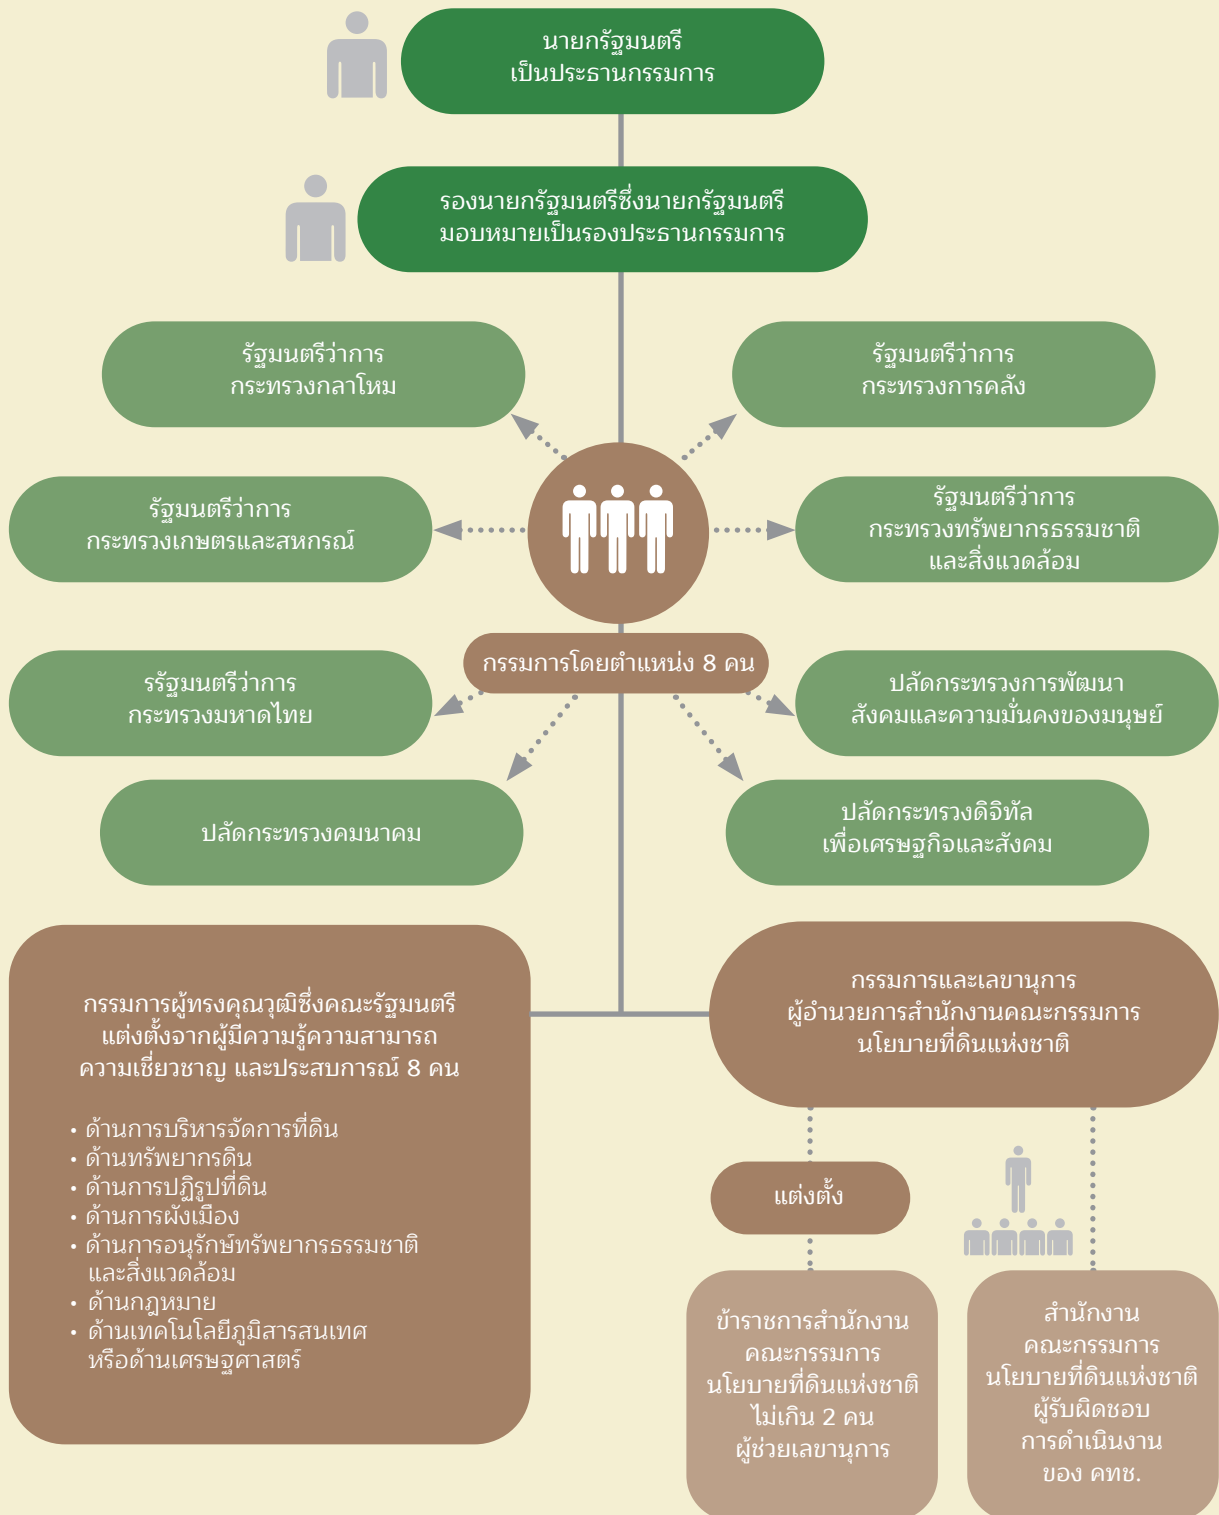 นายกรัฐมนตรี
เป็นประธานกรรมการ
รองนายกรัฐมนตรีซึ่งนายกรัฐมนตรี
มอบหมายเป็นรองประธานกรรมการ
รัฐมนตรีว่าการ
กระทรวงกลาโหม
รัฐมนตรีว่าการ
กระทรวงการคลัง
รัฐมนตรีว่าการ
กระทรวงเกษตรและสหกรณ์
รัฐมนตรีว่าการ
กระทรวงทรัพยากรธรรมชาติ
และสิ่งแวดล้อม
กรรมการโดยตำแหน่ง 8 คน
รรัฐมนตรีว่าการ
กระทรวงมหาดไทย
ปลัดกระทรวงการพัฒนา
สังคมและความมั่นคงของมนุษย์
ปลัดกระทรวงคมนาคม
ปลัดกระทรวงดิจิทัล
เพื่อเศรษฐกิจและสังคม
กรรมการผู้ทรงคุณวุฒิซึ่งคณะรัฐมนตรี
แต่งตั้งจากผู้มีความรู้ความสามารถ
ความเชี่ยวชาญ และประสบการณ์ 8 คน
• ด้านการบริหารจัดการที่ดิน
• ด้านทรัพยากรดิน
• ด้านการปฏิรูปที่ดิน
• ด้านการผังเมือง
• ด้านการอนุรักษ์ทรัพยากรธรรมชาติ
และสิ่งแวดล้อม
• ด้านกฎหมาย
• ด้านเทคโนโลยีภูมิสารสนเทศ
หรือด้านเศรษฐศาสตร์
กรรมการและเลขานุการ
ผู้อำนวยการสำนักงานคณะกรรมการ
นโยบายที่ดินแห่งชาติ
แต่งตั้ง
ข้าราชการสำนักงาน
คณะกรรมการ
นโยบายที่ดินแห่งชาติ
ไม่เกิน 2 คน
ผู้ช่วยเลขานุการ
สำนักงาน
คณะกรรมการ
นโยบายที่ดินแห่งชาติ
ผู้รับผิดชอบ
การดำเนินงาน
ของ คทช.